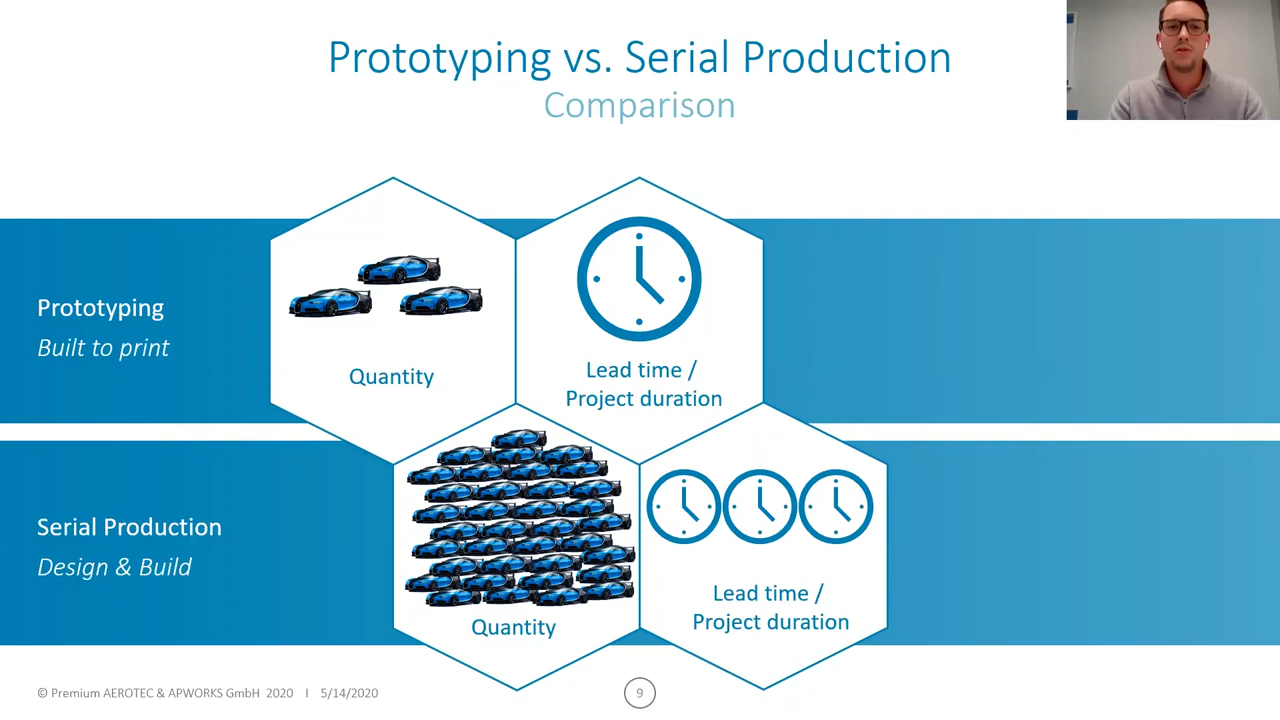 Prototyping vs. Serial Production
Comparison
Prototyping
Built to print
Quantity
Lead time /
Project duration
Serial Production
Design & Build
Quantity
Lead time /
Project duration
© Premium AEROTEC & APWORKS GmbH 2020 I 5/14/2020
9